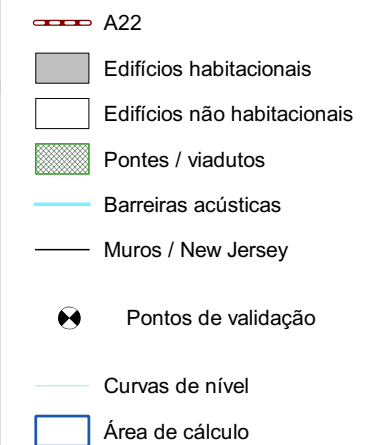 A22
Edifícios habitacionais
Edifícios não habitacionais
Pontes / viadutos
Barreiras acústicas
Muros / New Jersey
Pontos de validação
Curvas de nível
Área de cálculo